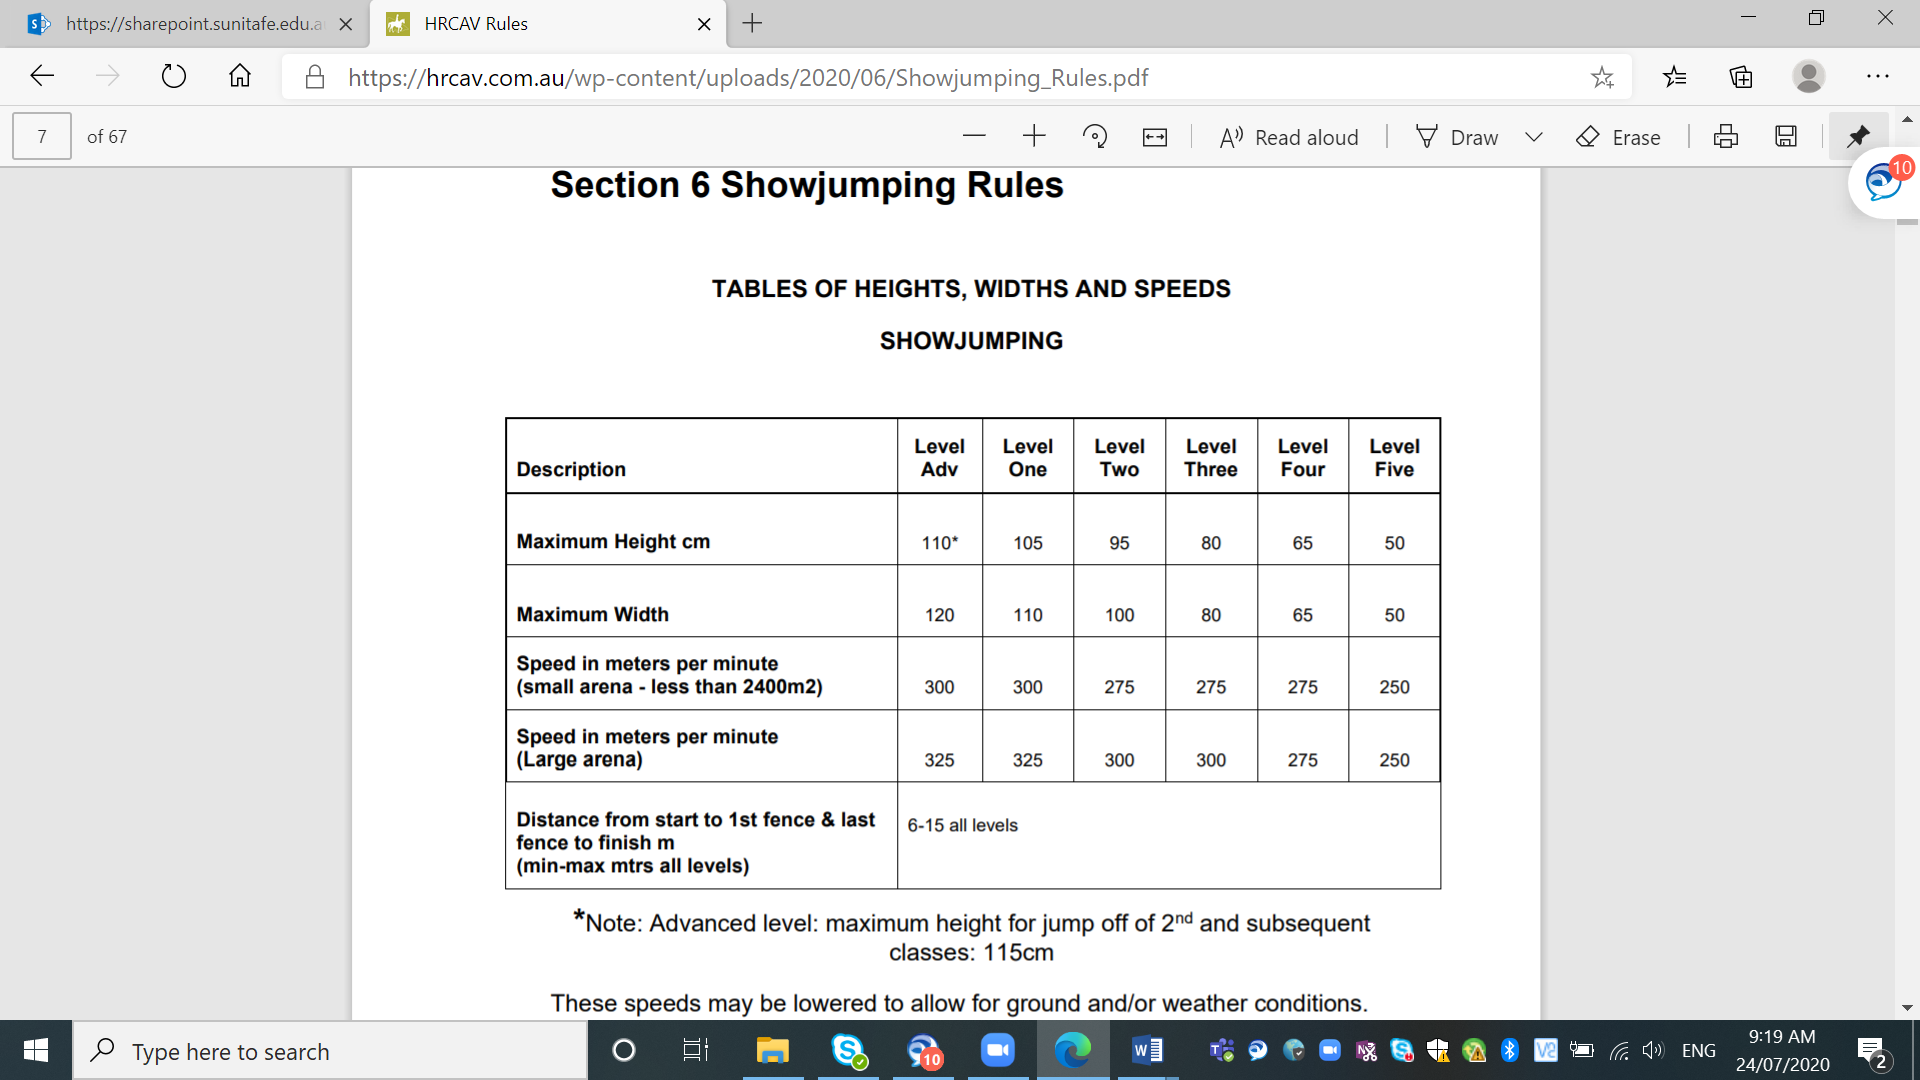 https://sharepoint.sunitafe.edu.a
HRCAV Rules
https://hrcav.com.au/wp-content/uploads/2020/06/Showjumping_Rules.pdf
7 of 67
Read aloud
Draw
Erase
10
Section 6 Showjumping Rules
TABLES OF HEIGHTS, WIDTHS AND SPEEDS
SHOWJUMPING
Description Level Adv Level One Level Two Level Three Level Four Level Five
Maximum Height cm 110* 105 95 80 65 50
Maximum Width 120 110 100 80 65 50
Speed in meters per minute
(small arena - less than 2400m2) 300 300 275 275 275 250
Speed in meters per minute
(Large arena) 325 325 300 300 275 250
Distance from start to 1st fence & last
fence to finish m
(min-max mtrs all levels)
6-15 all levels
*Note: Advanced level: maximum height for jump off of 2nd and subsequent
classes: 115cm
These speeds may be lowered to allow for ground and/or weather conditions.
Type here to search
10
ENG
9:19 AM
24/07/2020
2